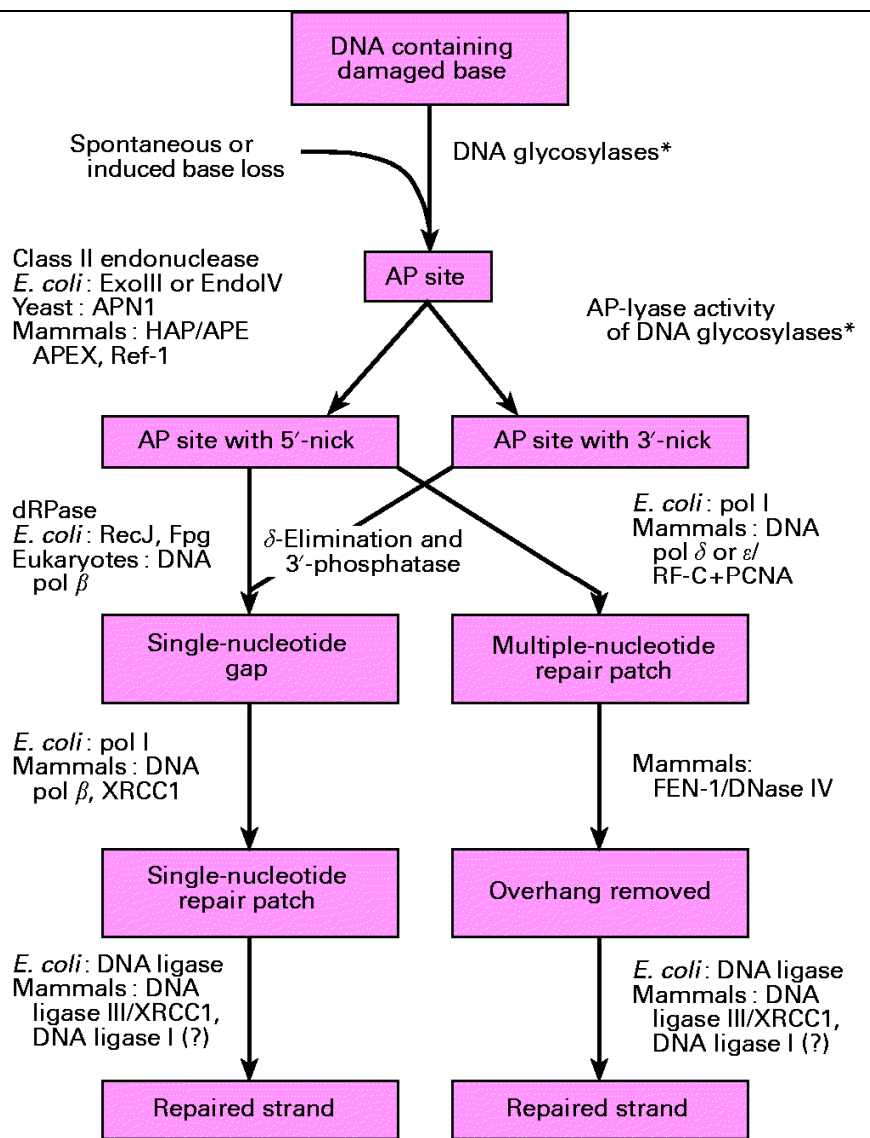 DNA containing
damaged base
Spontaneous or
induced base loss
DNA glycosylases*
Class II endonuclease
E. coli : ExoIII or EndoIV
Yeast : APN1
Mammals : HAP/APE
APEX, Ref-1
AP site
AP-lyase activity
of DNA glycosylases*
AP site with 5′-nick
AP site with 3′-nick
dRPase
E. coli : RecJ, Fpg
Eukaryotes : DNA
pol β
δ-Elimination and
3′-phosphatase
E. coli : pol I
Mammals : DNA
pol δ or ε/
RF-C+PCNA
Single-nucleotide
gap
Multiple-nucleotide
repair patch
E. coli : pol I
Mammals : DNA
pol β, XRCC1
Mammals:
FEN-1/DNase IV
Single-nucleotide
repair patch
Overhang removed
E. coli : DNA ligase
Mammals : DNA
ligase III/XRCC1,
DNA ligase I (?)
E. coli : DNA ligase
Mammals : DNA
ligase III/XRCC1,
DNA ligase I (?)
Repaired strand
Repaired strand